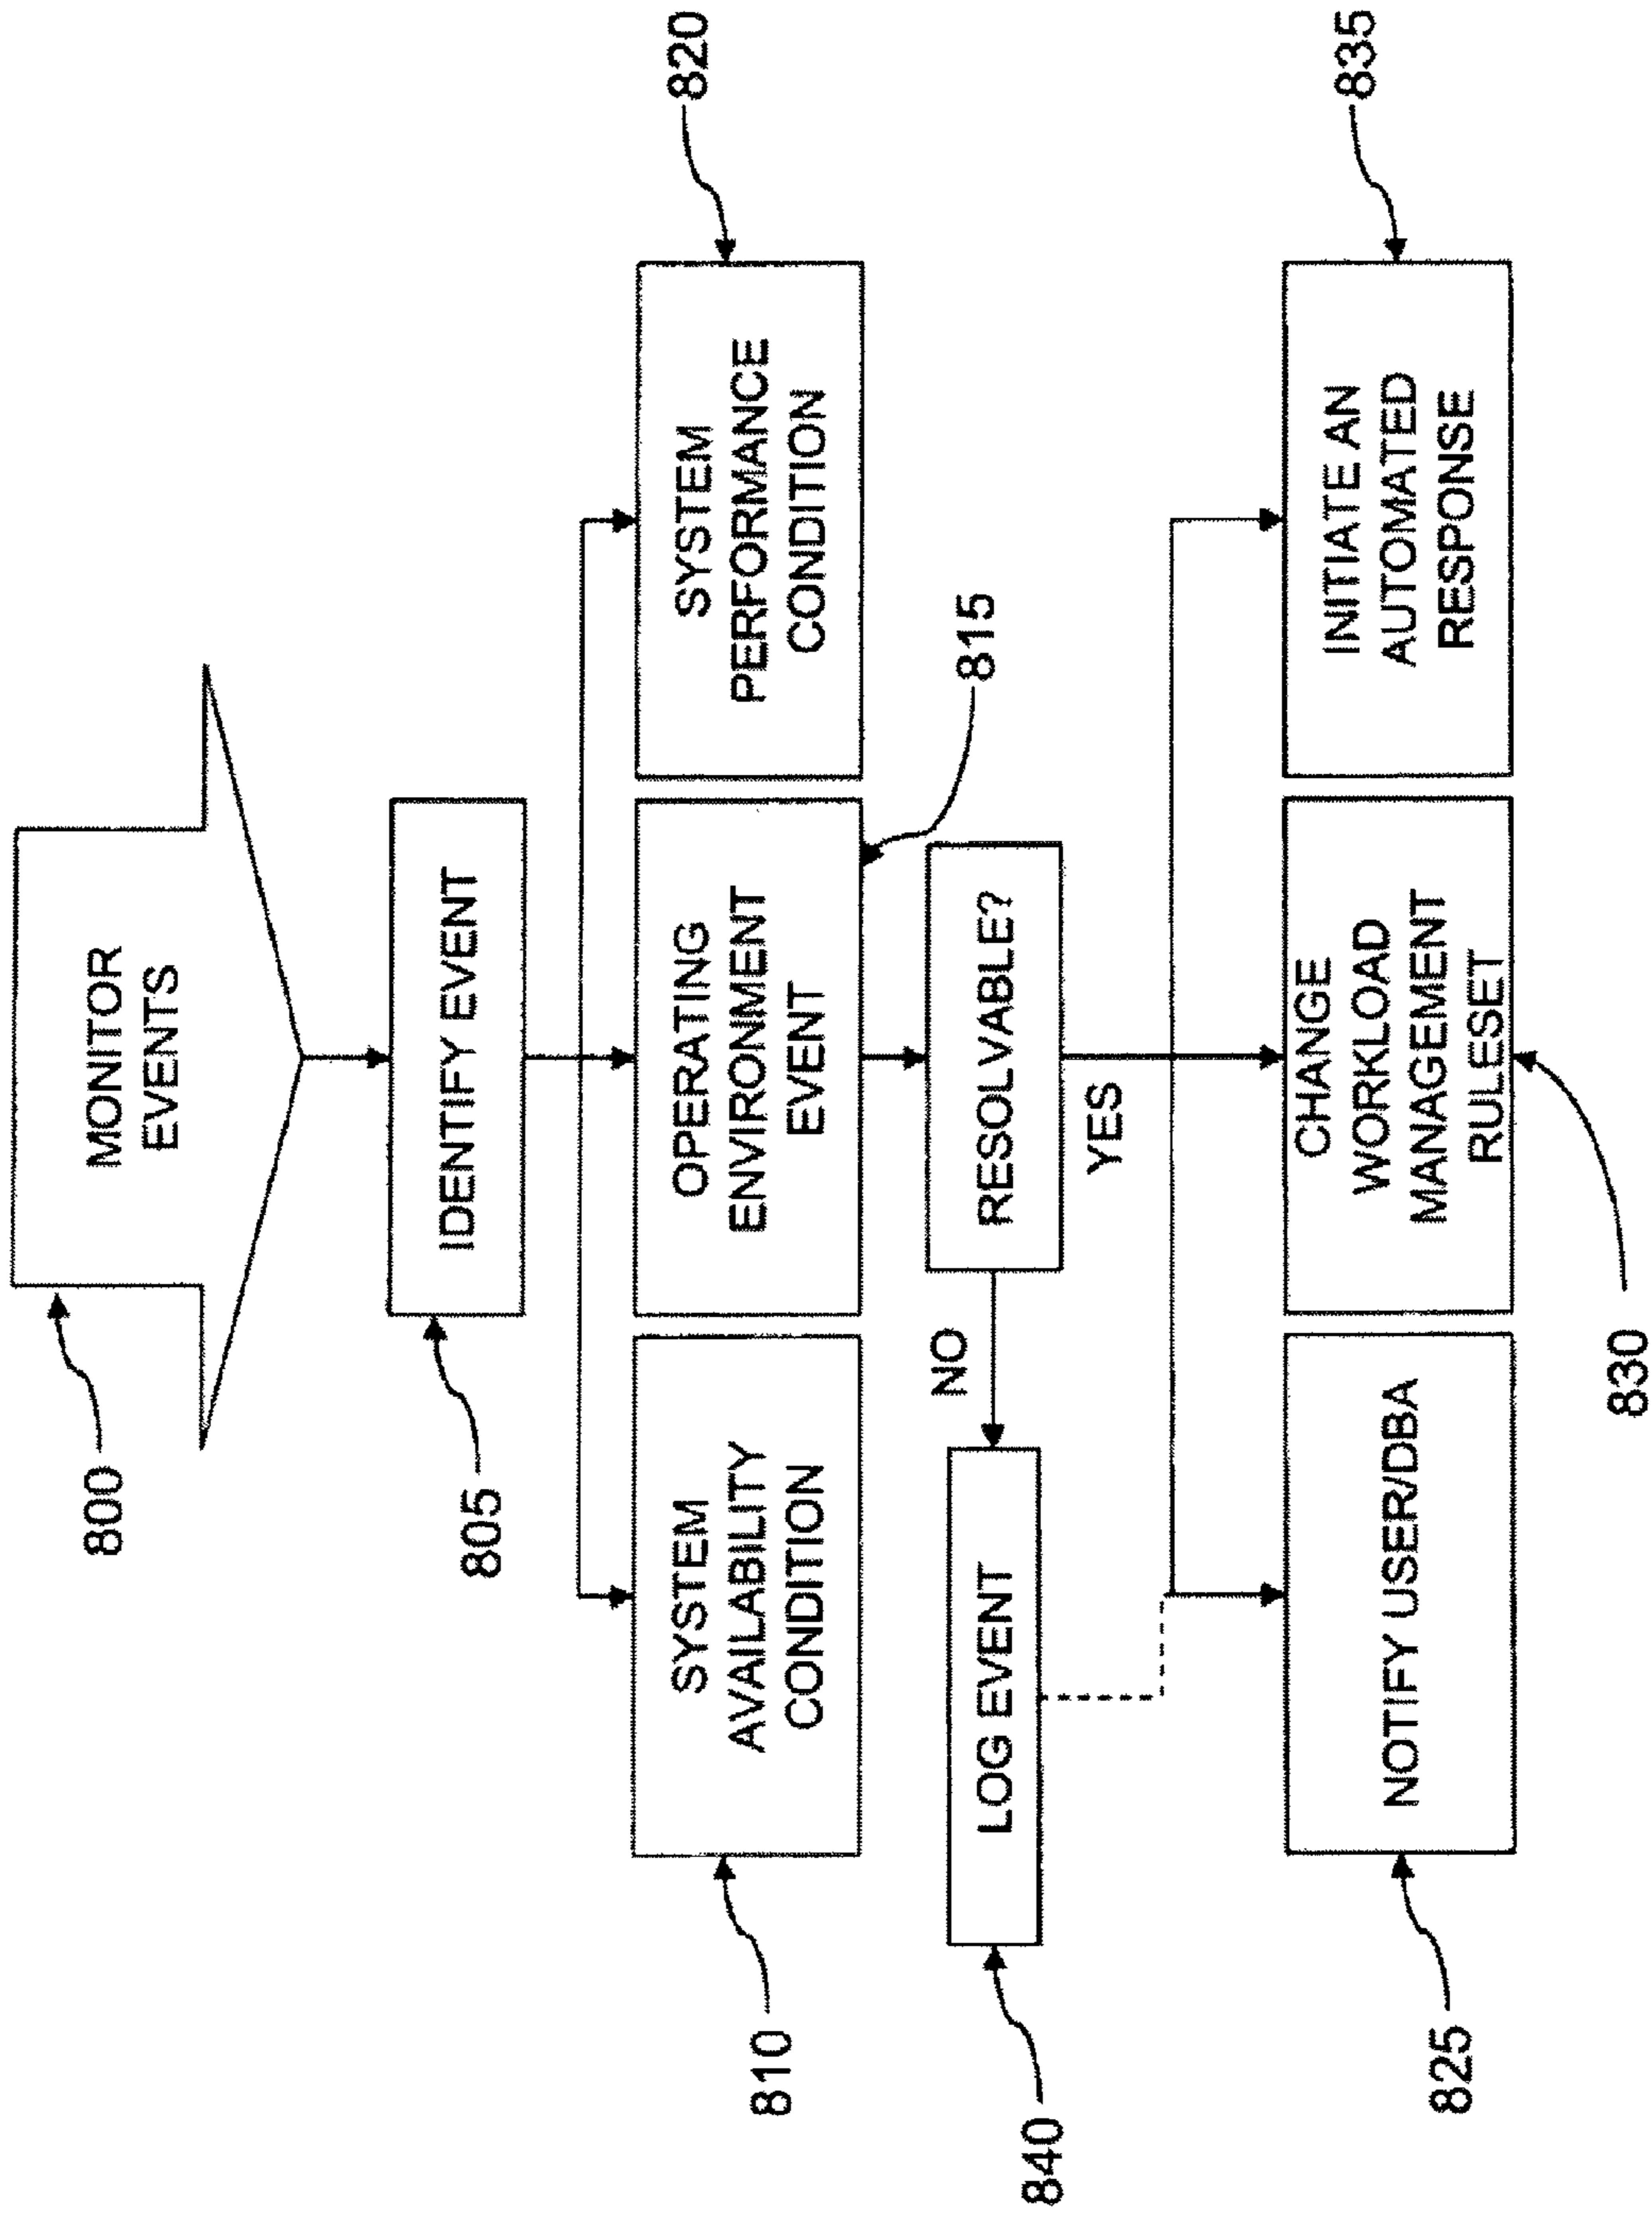 MONITOR
EVENTS
800
IDENTIFY EVENT
805
SYSTEM
AVAILABILITY
CONDITION
810
OPERATING
ENVIRONMENT
EVENT
815
SYSTEM
PERFORMANCE
CONDITION
820
RESOLVABLE?
NO
YES
LOG EVENT
840
NOTIFY USER/DBA
825
CHANGE
WORKLOAD
MANAGEMENT
RULESET
830
INITIATE AN
AUTOMATED
RESPONSE
835